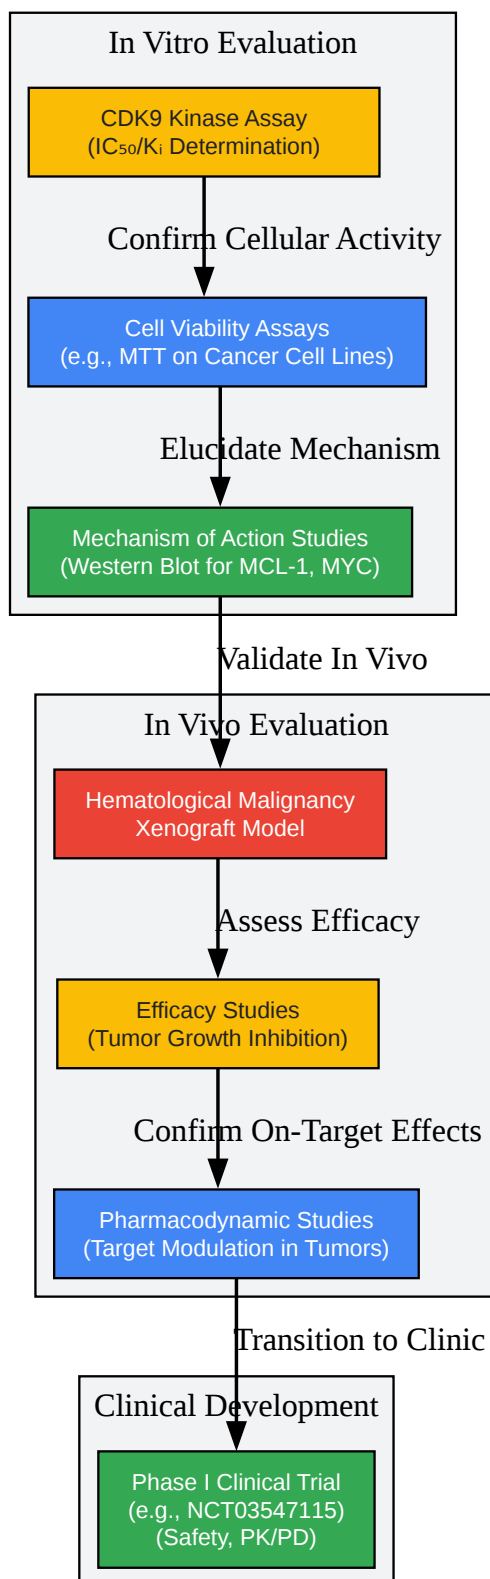 In Vitro Evaluation
CDK9 Kinase Assay
(IC₅₀/Kᵢ Determination)
Confirm Cellular Activity
Cell Viability Assays
(e.g., MTT on Cancer Cell Lines)
Elucidate Mechanism
Mechanism of Action Studies
(Western Blot for MCL-1, MYC)
Validate In Vivo
In Vivo Evaluation
Hematological Malignancy
Xenograft Model
Assess Efficacy
Efficacy Studies
(Tumor Growth Inhibition)
Confirm On-Target Effects
Pharmacodynamic Studies
(Target Modulation in Tumors)
Transition to Clinic
Clinical Development
Phase I Clinical Trial
(e.g., NCT03547115)
(Safety, PK/PD)